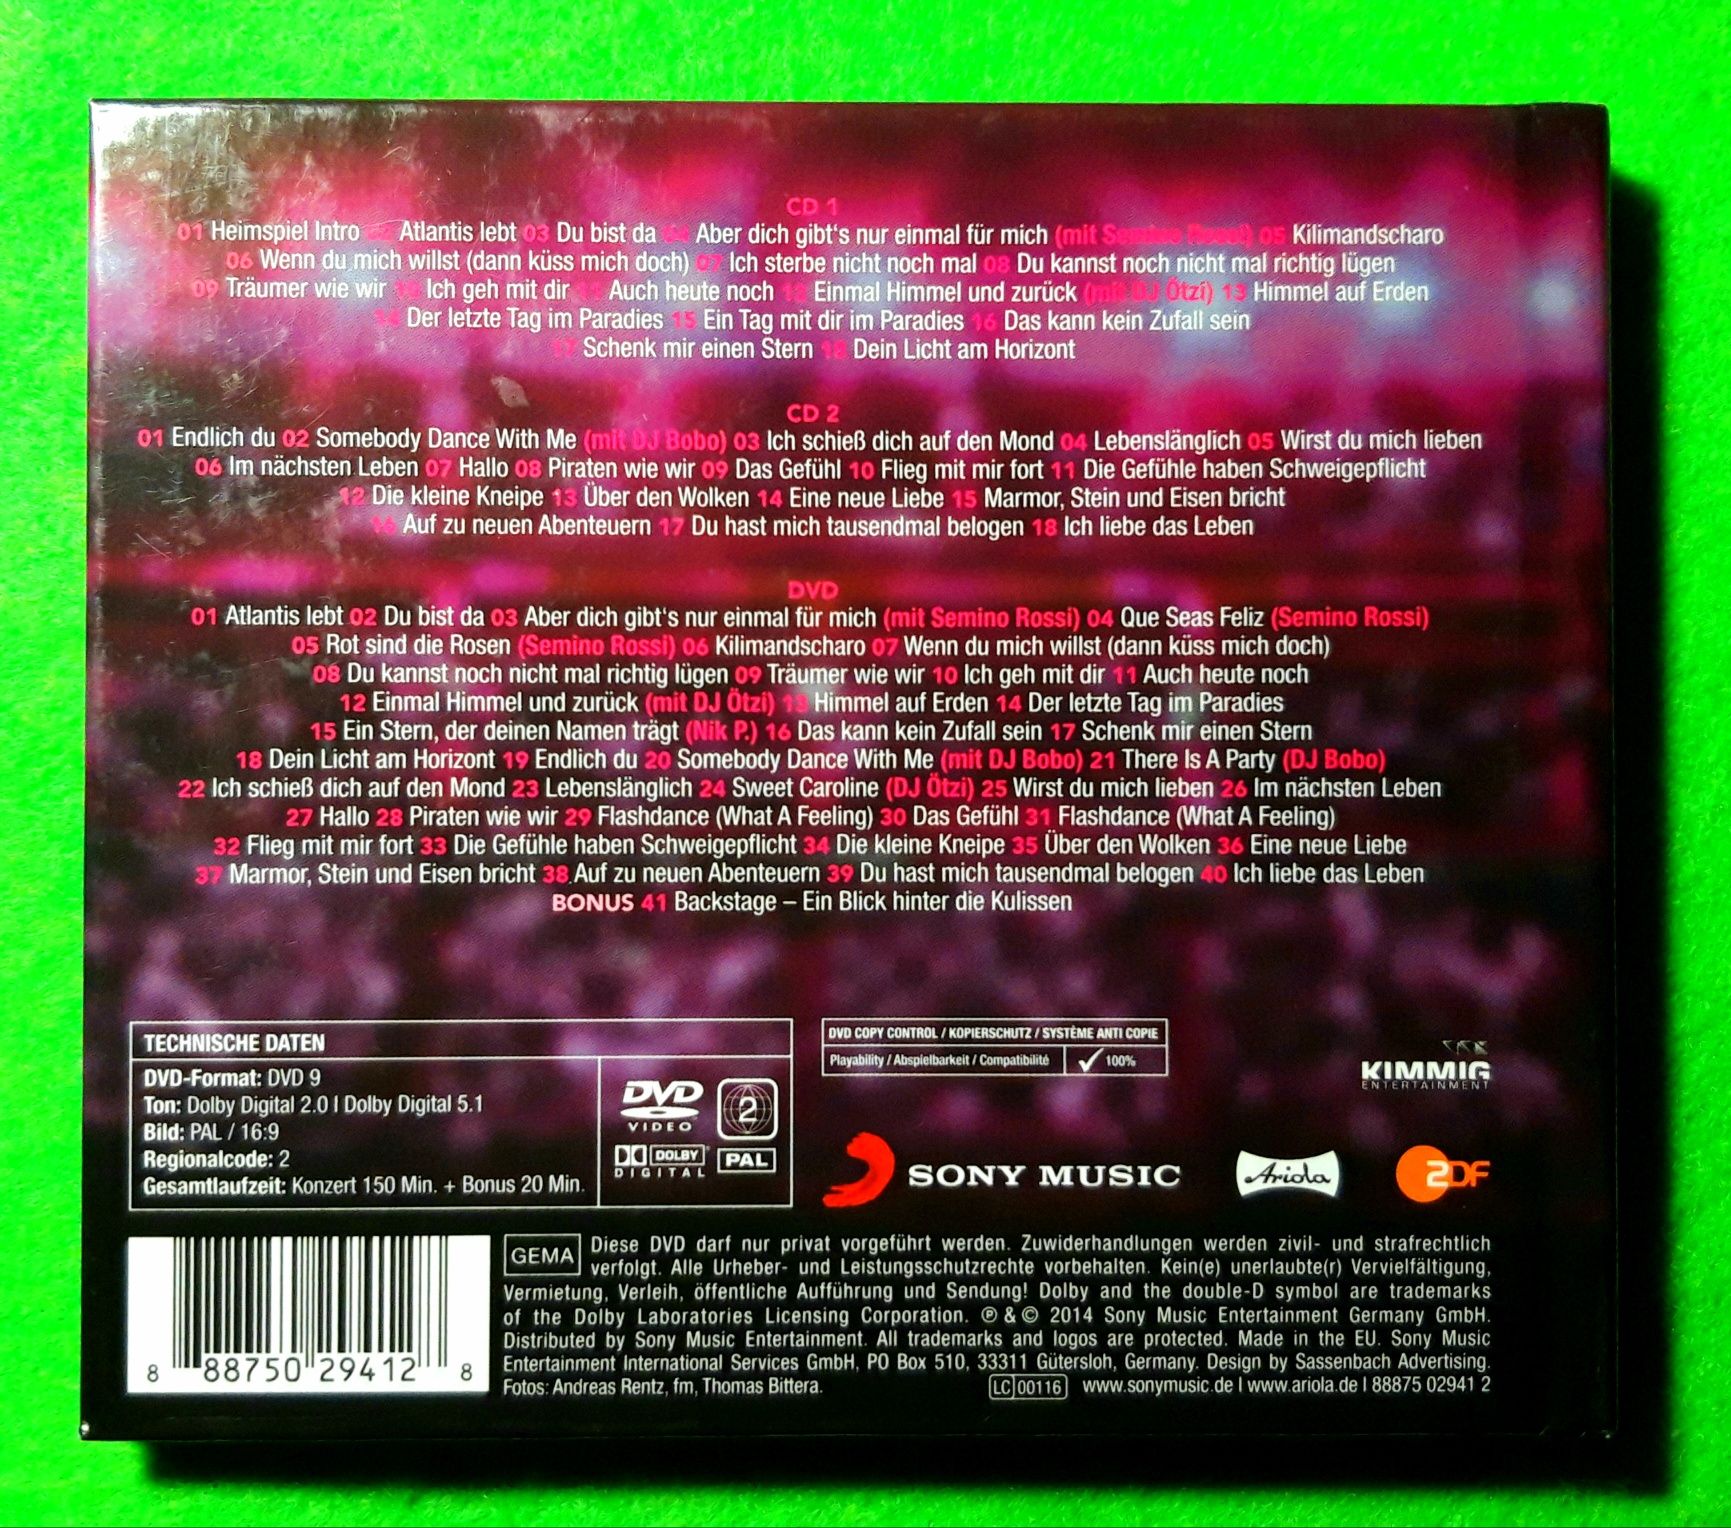 CD 1
01 Heimspiel Intro 02 Atlantis lebt 03 Du bist da 04 Aber dich gibt's nur einmal für mich (mit Semino Rossi) 05 Kilimandscharo
06 Wenn du mich willst (dann küss mich doch) 07 Ich sterbe nicht noch mal 08 Du kannst noch nicht mal richtig lügen
09 Träumer wie wir 10 Ich geh mit dir 11 Auch heute noch 12 Einmal Himmel und zurück (mit DJ Ötzi) 13 Himmel auf Erden
14 Der letzte Tag im Paradies 15 Ein Tag mit dir im Paradies 16 Das kann kein Zufall sein
17 Schenk mir einen Stern 18 Dein Licht am Horizont
CD 2
01 Endlich du 02 Somebody Dance With Me (mit DJ Bobo) 03 Ich schieß dich auf den Mond 04 Lebenslänglich 05 Wirst du mich lieben
06 Im nächsten Leben 07 Hallo 08 Piraten wie wir 09 Das Gefühl 10 Flieg mit mir fort 11 Die Gefühle haben Schweigepflicht
12 Die kleine Kneipe 13 Über den Wolken 14 Eine neue Liebe 15 Marmor, Stein und Eisen bricht
16 Auf zu neuen Abenteuern 17 Du hast mich tausendmal belogen 18 Ich liebe das Leben
DVD
01 Atlantis lebt 02 Du bist da 03 Aber dich gibt's nur einmal für mich (mit Semino Rossi) 04 Que Seas Feliz (Semino Rossi)
05 Rot sind die Rosen (Semino Rossi) 06 Kilimandscharo 07 Wenn du mich willst (dann küss mich doch)
08 Du kannst noch nicht mal richtig lügen 09 Träumer wie wir 10 Ich geh mit dir 11 Auch heute noch
12 Einmal Himmel und zurück (mit DJ Ötzi) 13 Himmel auf Erden 14 Der letzte Tag im Paradies
15 Ein Stern, der deinen Namen trägt (Nik P.) 16 Das kann kein Zufall sein 17 Schenk mir einen Stern
18 Dein Licht am Horizont 19 Endlich du 20 Somebody Dance With Me (mit DJ Bobo) 21 There Is A Party (DJ Bobo)
22 Ich schieß dich auf den Mond 23 Lebenslänglich 24 Sweet Caroline (DJ Ötzi) 25 Wirst du mich lieben 26 Im nächsten Leben
27 Hallo 28 Piraten wie wir 29 Flashdance (What A Feeling) 30 Das Gefühl 31 Flashdance (What A Feeling)
32 Flieg mit mir fort 33 Die Gefühle haben Schweigepflicht 34 Die kleine Kneipe 35 Über den Wolken 36 Eine neue Liebe
37 Marmor, Stein und Eisen bricht 38 Auf zu neuen Abenteuern 39 Du hast mich tausendmal belogen 40 Ich liebe das Leben
BONUS 41 Backstage – Ein Blick hinter die Kulissen
TECHNISCHE DATEN
DVD-Format: DVD 9
Ton: Dolby Digital 2.0 I Dolby Digital 5.1
Bild: PAL / 16:9
Regionalcode: 2
Gesamtlaufzeit: Konzert 150 Min. + Bonus 20 Min.
DVD
VIDEO
2
DOLBY
DIGITAL
PAL
DVD COPY CONTROL / KOPIERSCHUTZ / SYSTÈME ANTI COPIE
Playability / Abspielbarkeit / Compatibilité 100%
KIMMIG
ENTERTAINMENT
SONY MUSIC
Ariola
ZDF
8 88750 29412 8
GEMA
Diese DVD darf nur privat vorgeführt werden. Zuwiderhandlungen werden zivil- und strafrechtlich
verfolgt. Alle Urheber- und Leistungsschutzrechte vorbehalten. Kein(e) unerlaubte(r) Vervielfältigung,
Vermietung, Verleih, öffentliche Aufführung und Sendung! Dolby and the double-D symbol are trademarks
of the Dolby Laboratories Licensing Corporation. ℗ & © 2014 Sony Music Entertainment Germany GmbH.
Distributed by Sony Music Entertainment. All trademarks and logos are protected. Made in the EU. Sony Music
Entertainment International Services GmbH, PO Box 510, 33311 Gütersloh, Germany. Design by Sassenbach Advertising.
Fotos: Andreas Rentz, fm, Thomas Bittera.
LC 00116 www.sonymusic.de I www.ariola.de I 88875 02941 2